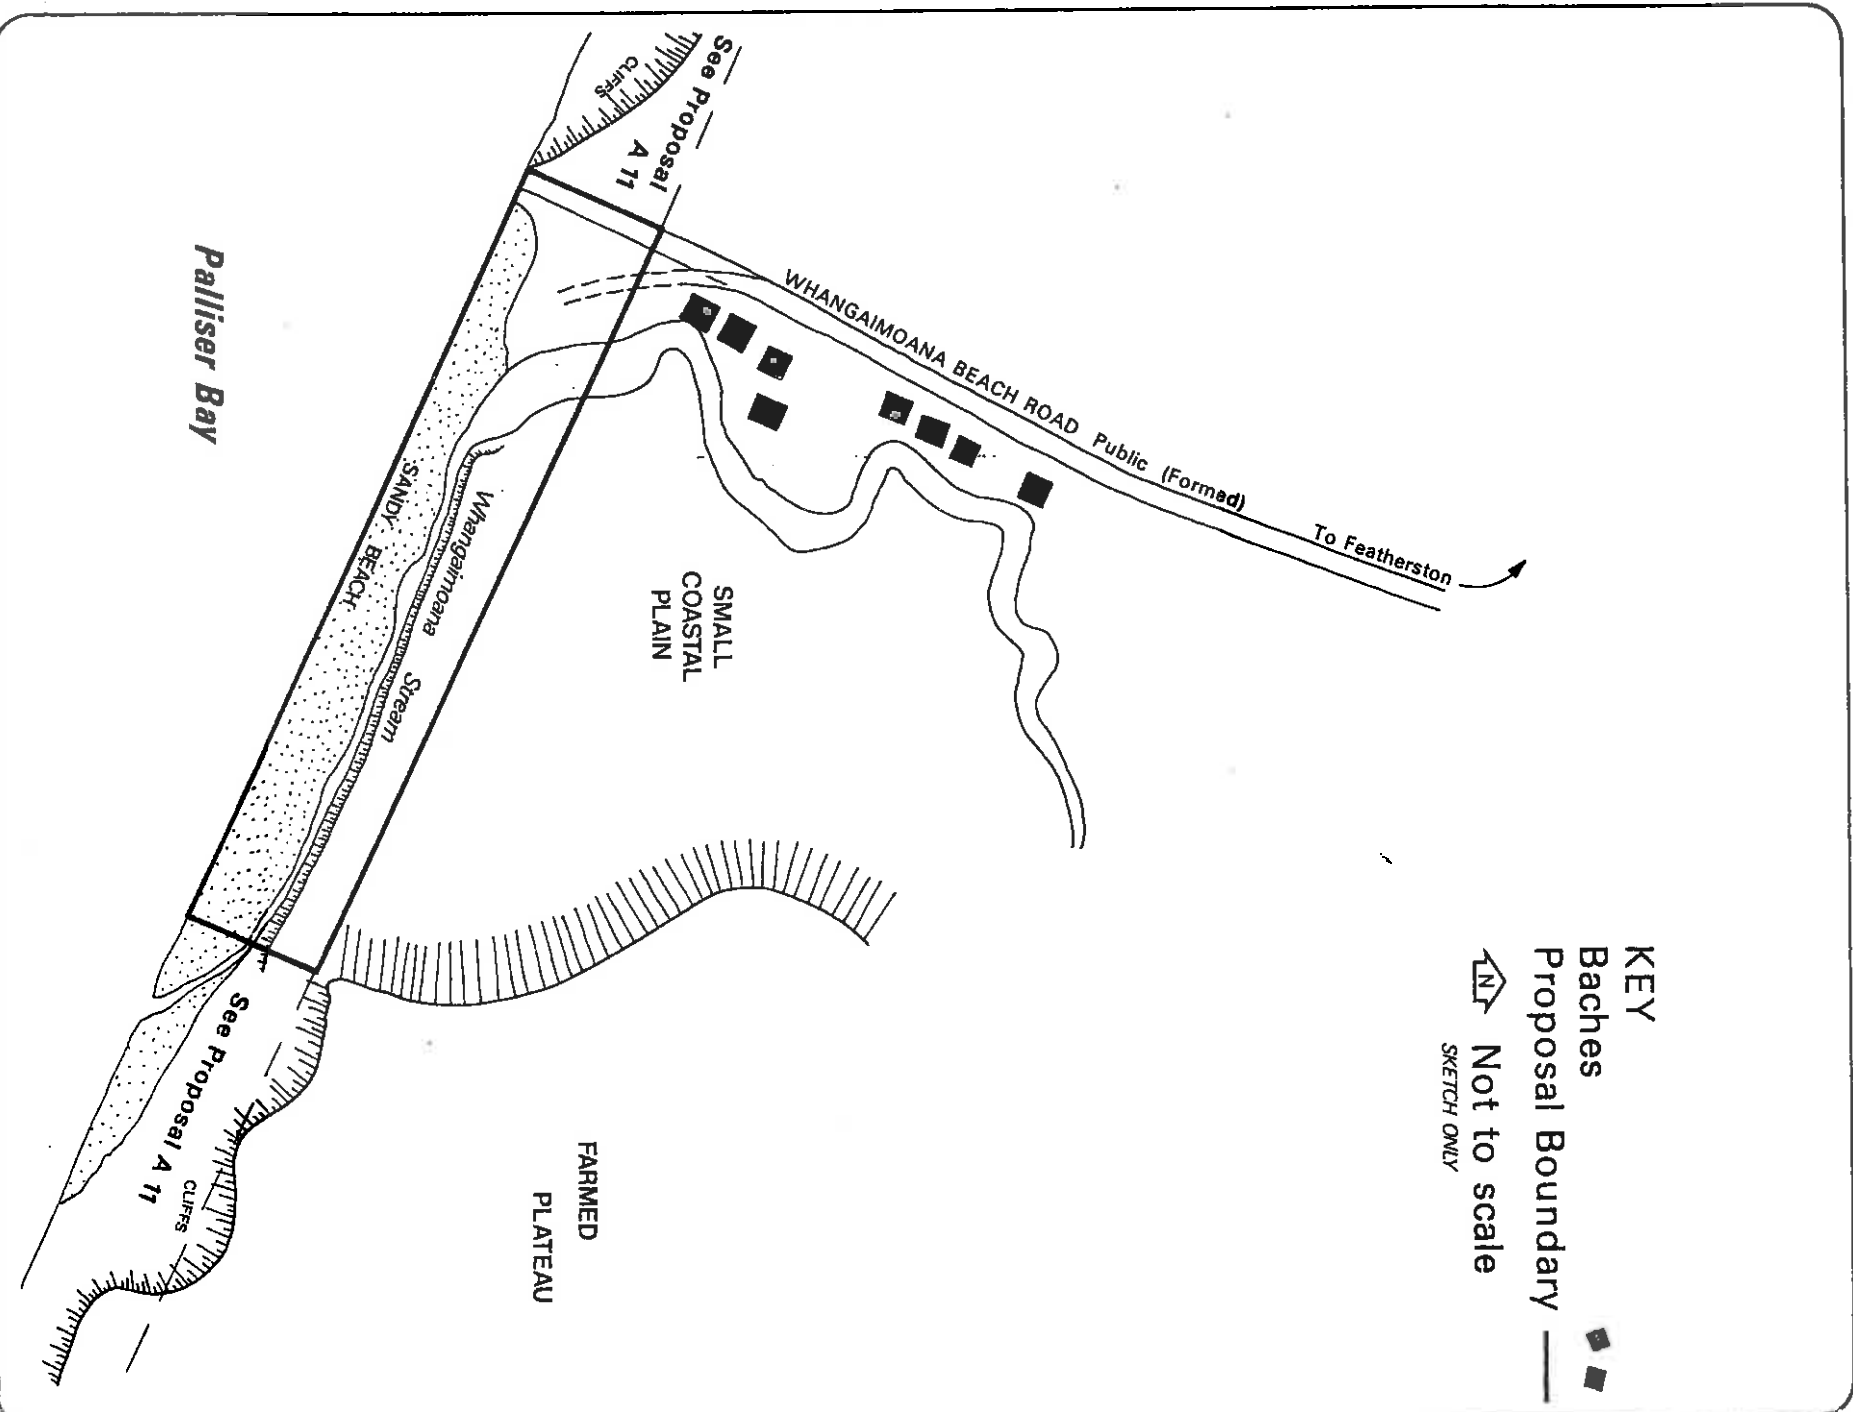 CLIFFS
See Proposal
A 11
WHANGAIMOANA BEACH ROAD Public (Formed)
To Featherston
Palliser Bay
SANDY BEACH
Whangaimoana Stream
SMALL
COASTAL
PLAIN
See Proposal A 11
CLIFFS
FARMED
PLATEAU
KEY
Baches
Proposal Boundary
N Not to scale
SKETCH ONLY